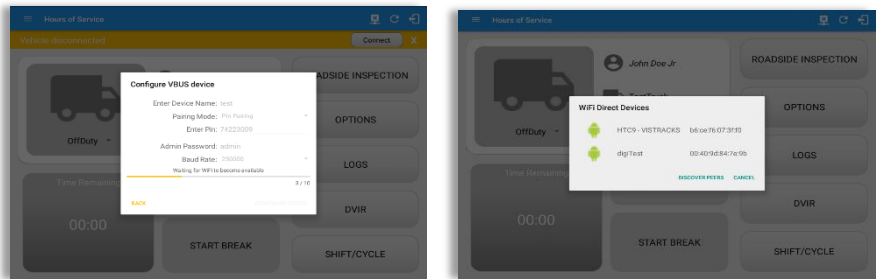 Hours of Service
Vehicle disconnected
Connect
X
Configure VBUS device
Enter Device Name: test
Pairing Mode: Pin Pairing
Enter Pin: 74223009
Admin Password: admin
Baud Rate: 250000
Waiting for WiFi to become available
3 / 10
BACK
ROADSIDE INSPECTION
OPTIONS
LOGS
DVIR
SHIFT/CYCLE
OffDuty
Time Remaining
00:00
START BREAK
Hours of Service
John Doe Jr
WiFi Direct Devices
HTC9 - VISTRACKS b6:ce:76:07:3f:f0
digiTest 00:40:9d:84:7e:9b
DISCOVER PEERS CANCEL
ROADSIDE INSPECTION
OPTIONS
LOGS
DVIR
SHIFT/CYCLE
OffDuty
Time Remaining
00:00
START BREAK